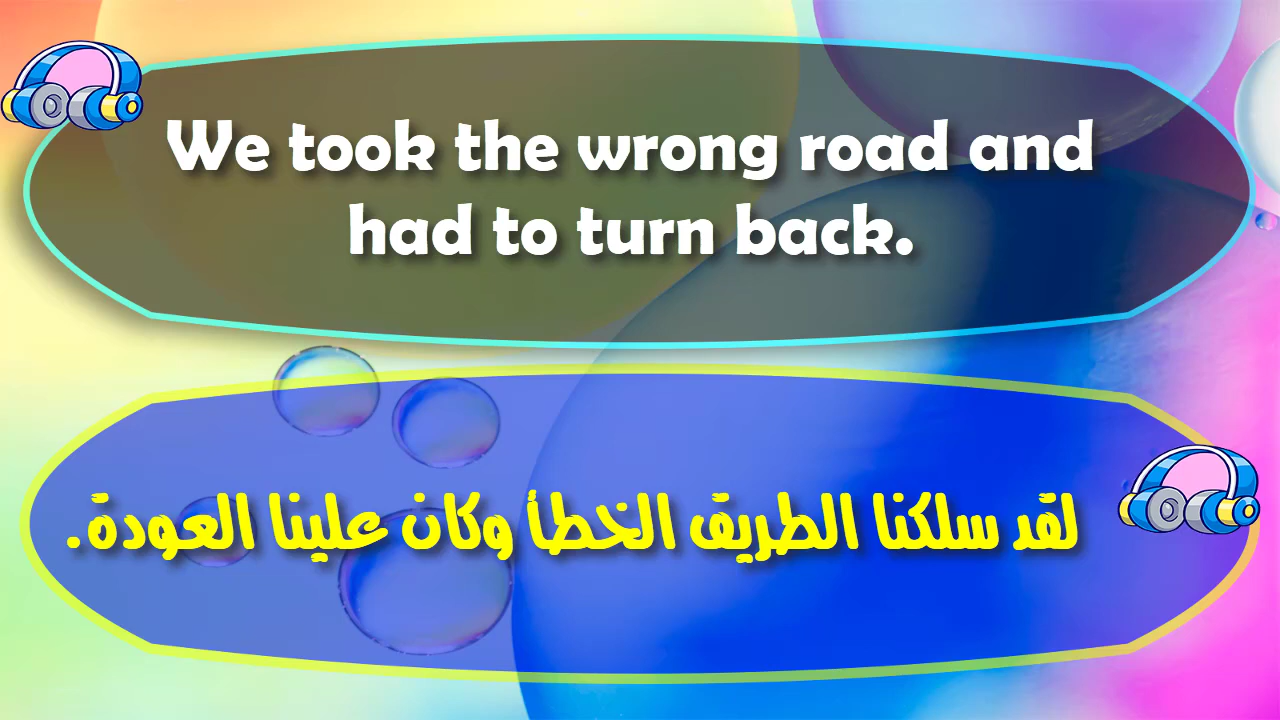 We took the wrong road and
had to turn back.
لقد سلكنا الطريق الخطأ وكان علينا العودة.